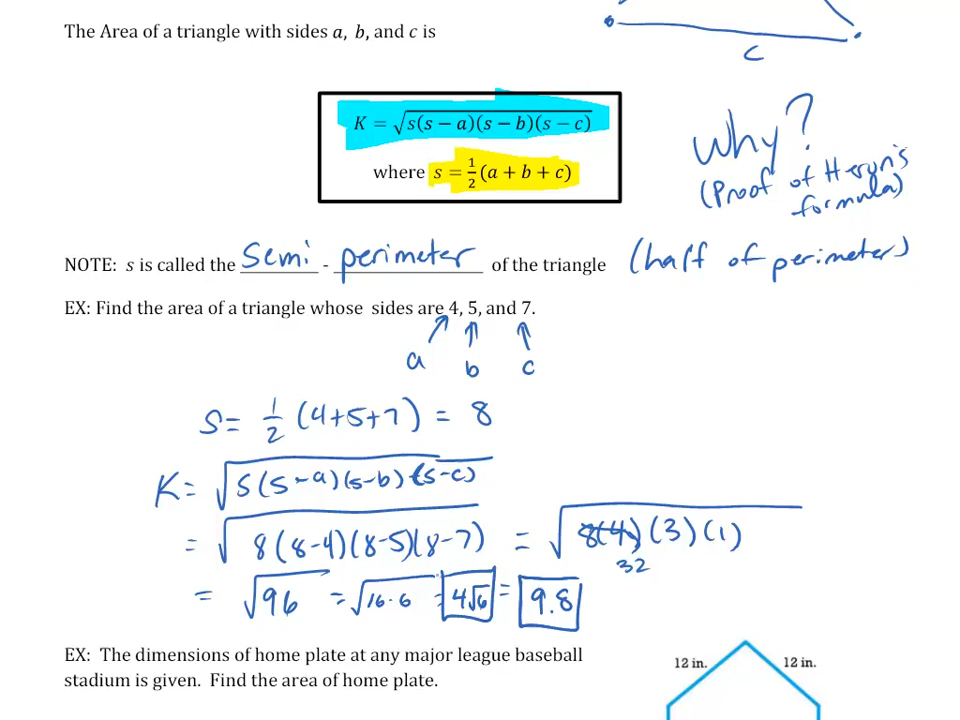 The Area of a triangle with sides a, b, and c is
C
K = √s(s − a)(s − b)(s − c)
where s = 1/2 (a + b + c)
Why?
(Proof of Heryn's
formula)
NOTE: s is called the Semi - perimeter of the triangle (half of perimeter)
EX: Find the area of a triangle whose sides are 4, 5, and 7.
a b c
S = 1/2 (4+5+7) = 8
K = √S(S-a)(s-b)(s-c)
= √8(8-4)(8-5)(8-7) = √8(4)(3)(1)
32
= √96 = √16·6 = 4√6 = 9.8
EX: The dimensions of home plate at any major league baseball
stadium is given. Find the area of home plate.
12 in. 12 in.